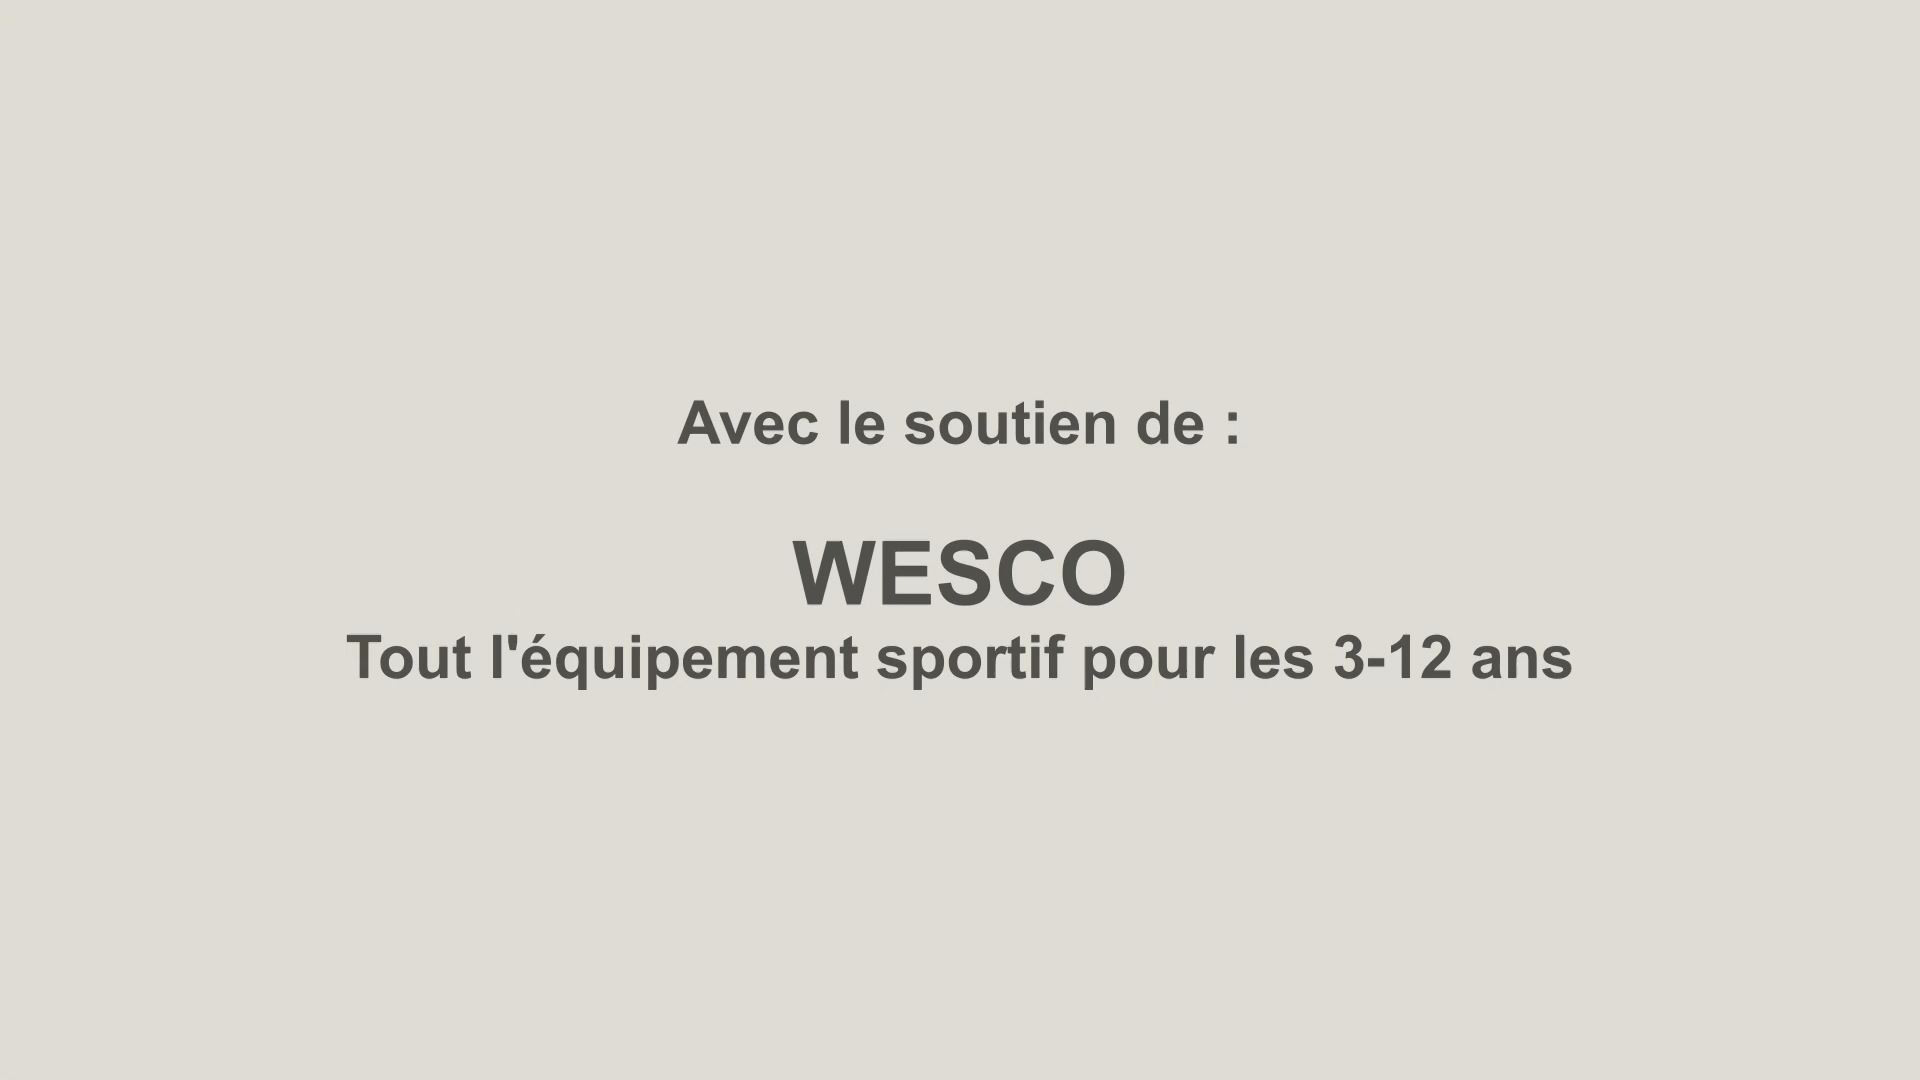 Avec le soutien de :
WESCO
Tout l'équipement sportif pour les 3-12 ans